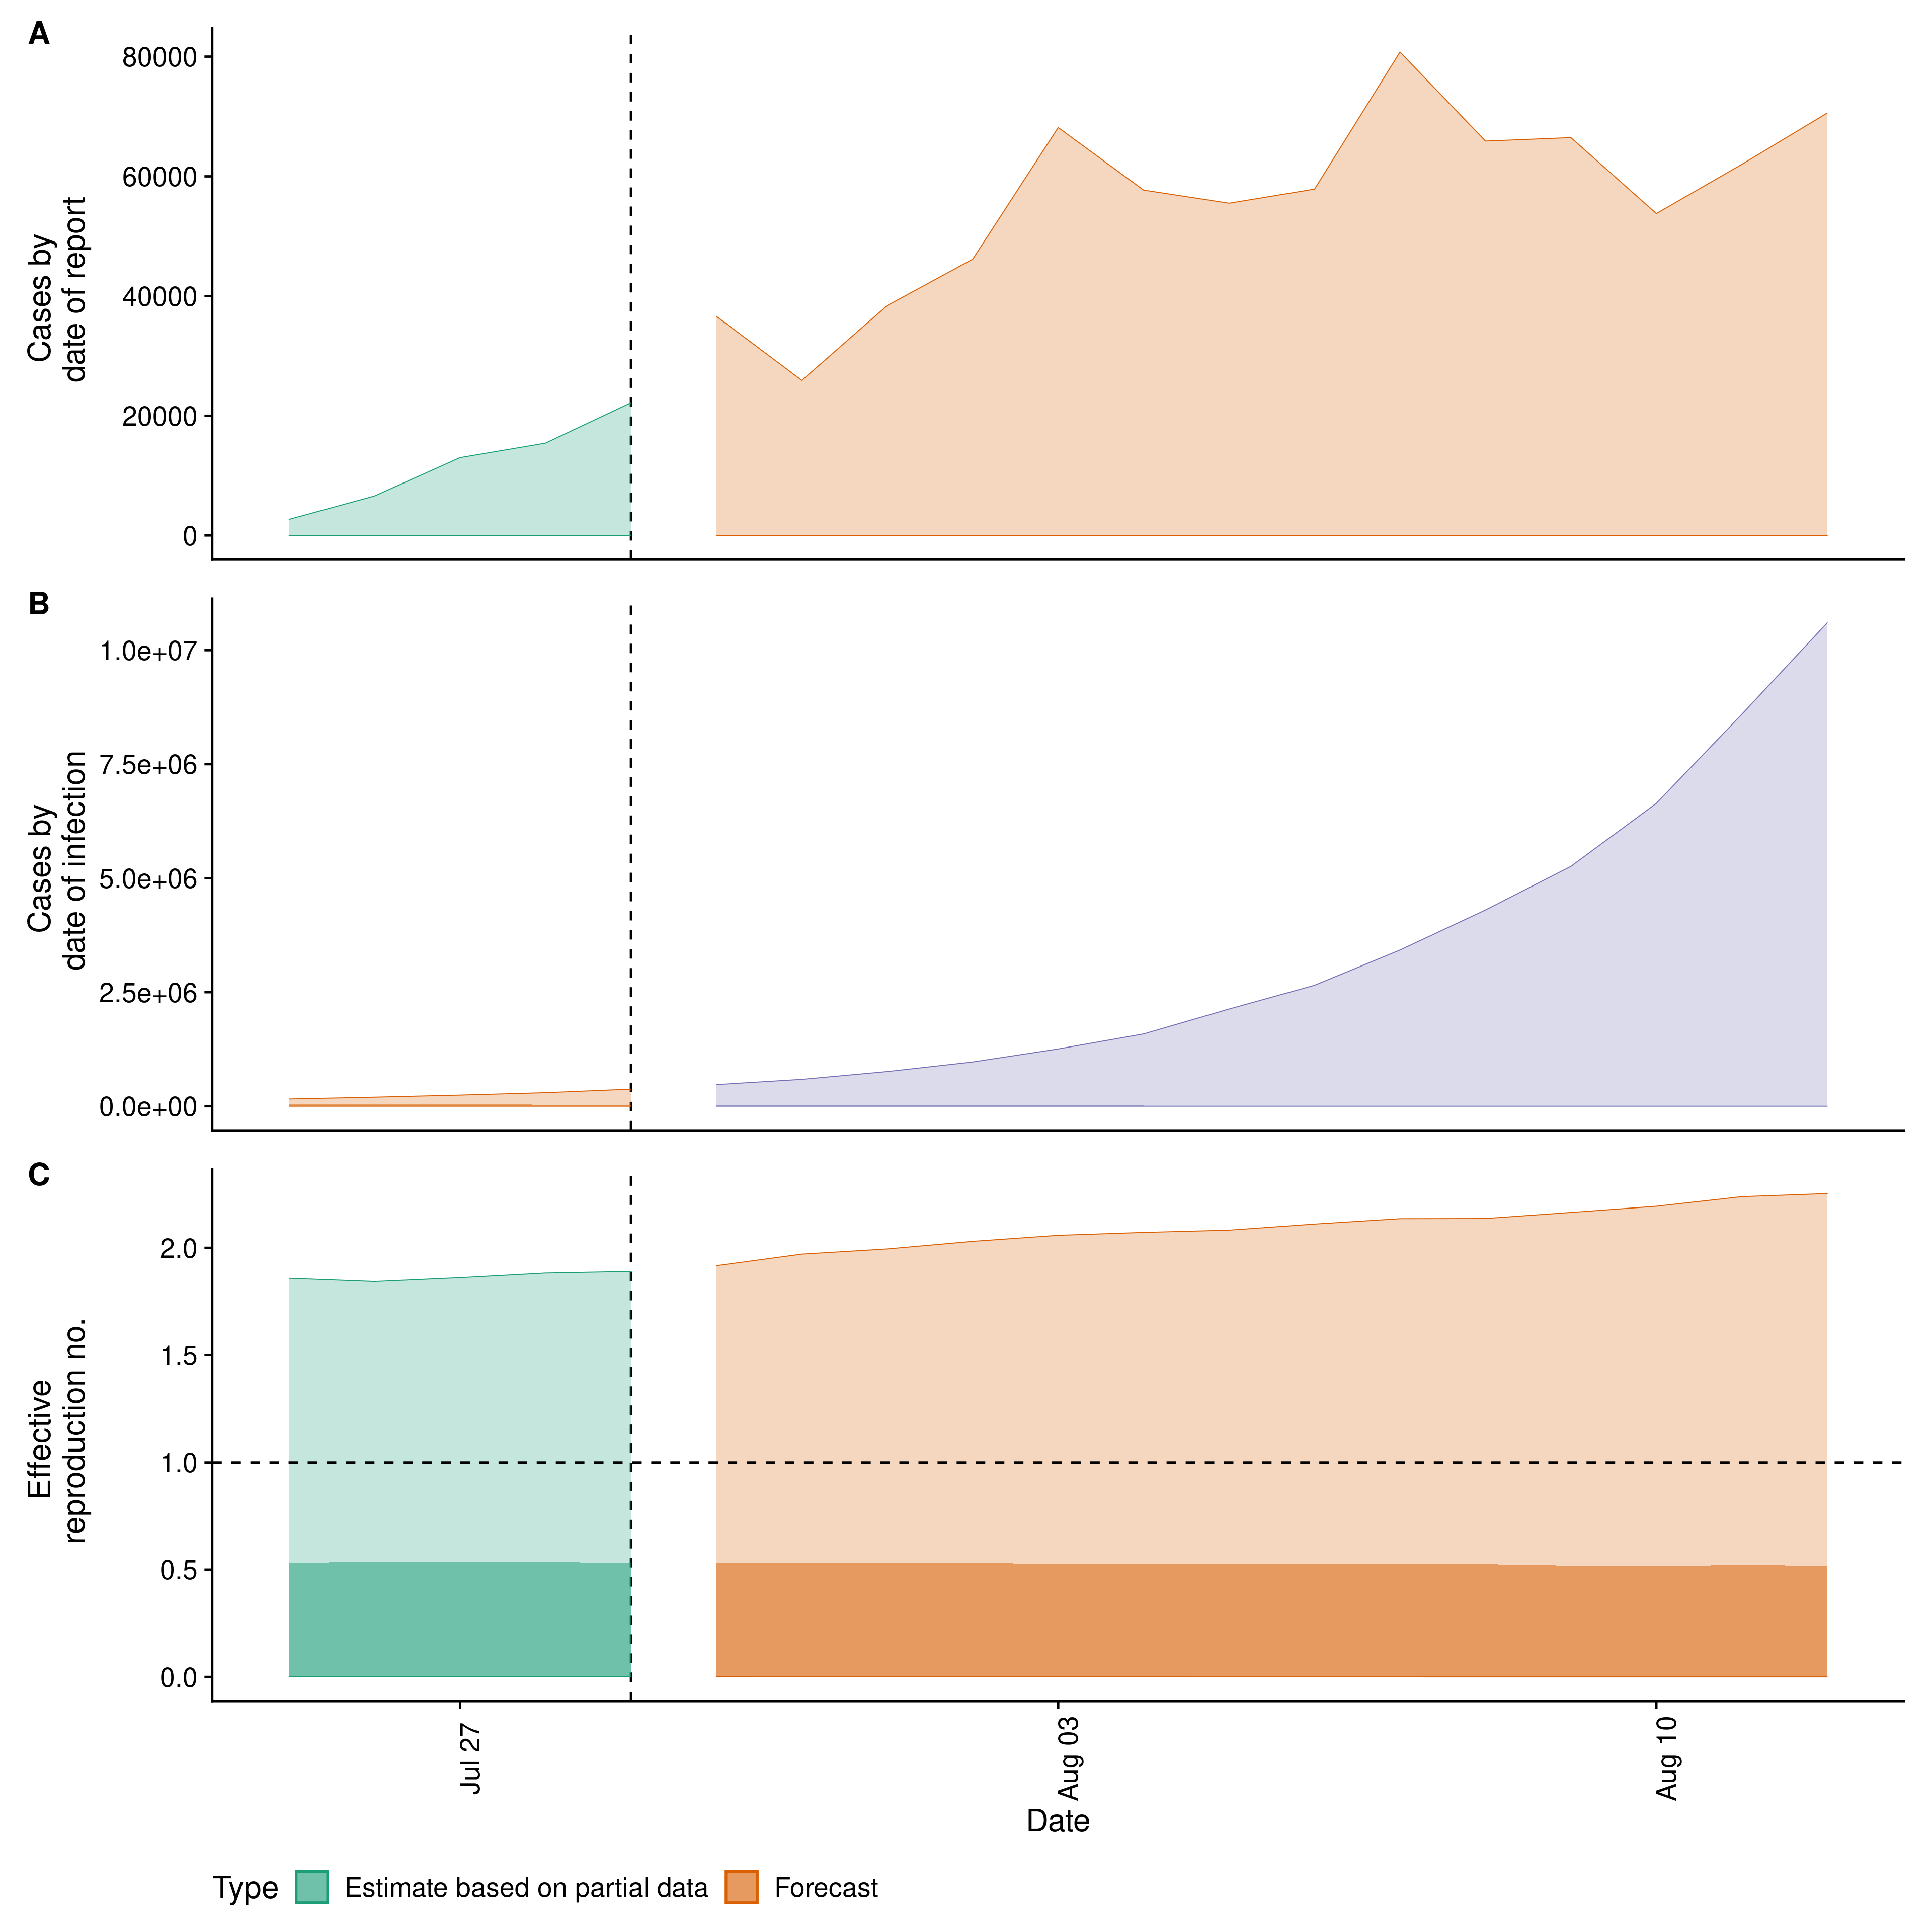 A
80000
60000
40000
20000
0
Cases by
date of report
B
1.0e+07
7.5e+06
5.0e+06
2.5e+06
0.0e+00
Cases by
date of infection
C
2.0
1.5
1.0
0.5
0.0
Effective
reproduction no.
Jul 27
Aug 03
Aug 10
Date
Type Estimate based on partial data Forecast